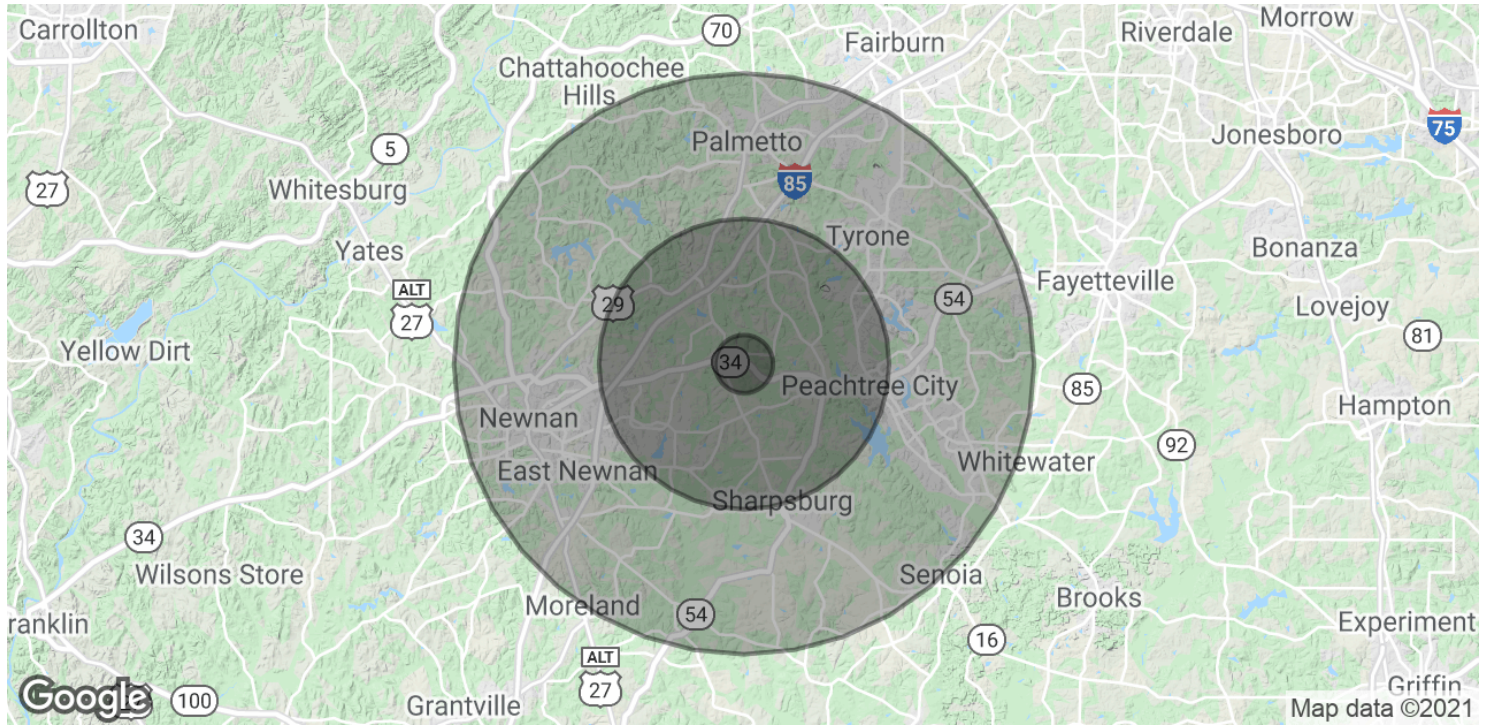 Carrollton
70
Fairburn
Riverdale
Morrow
Chattahoochee
Hills
5
Palmetto
Jonesboro
75
27
Whitesburg
85
Yates
Tyrone
Bonanza
ALT
27
29
54
Fayetteville
Lovejoy
81
Yellow Dirt
34
Peachtree City
85
Hampton
Newnan
92
East Newnan
Whitewater
Sharpsburg
34
Wilsons Store
Senoia
Brooks
Moreland
54
ranklin
16
Experiment
ALT
27
Google
100
Grantville
Griffin
Map data ©2021